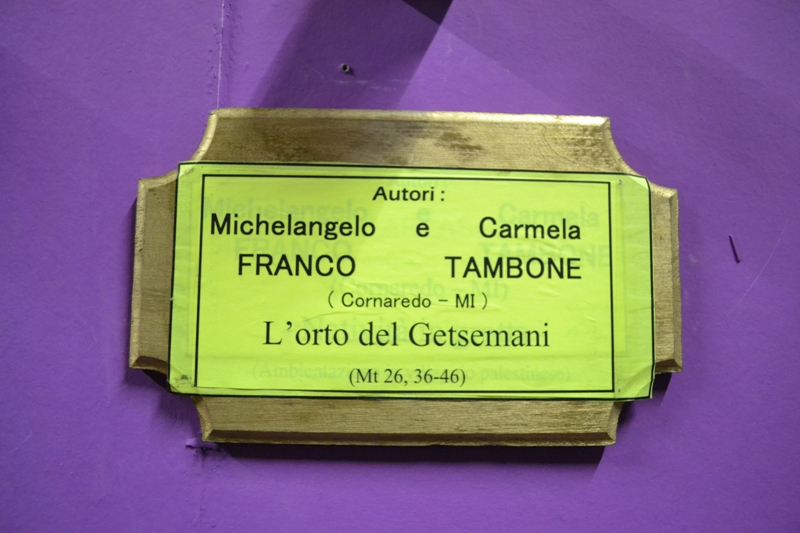 Autori :
Michelangelo e Carmela
FRANCO TAMBONE
( Cornaredo - MI )
L'orto del Getsemani
(Mt 26, 36-46)